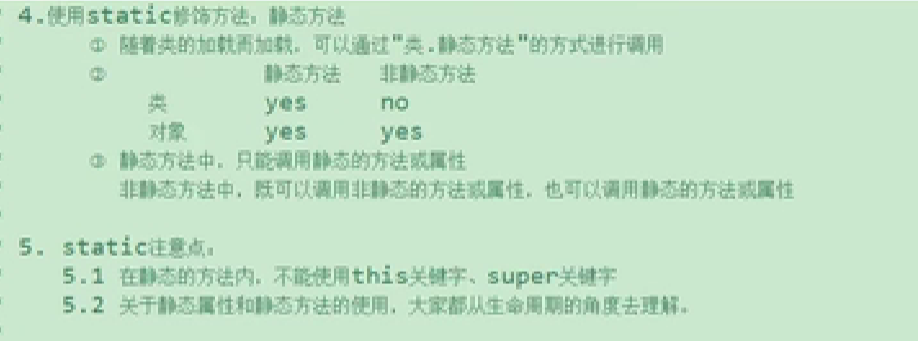 4.使用static修饰方法：静态方法
① 随着类的加载而加载，可以通过"类.静态方法"的方式进行调用
② 静态方法 非静态方法
类 yes no
对象 yes yes
③ 静态方法中，只能调用静态的方法或属性
非静态方法中，既可以调用非静态的方法或属性，也可以调用静态的方法或属性
5. static注意点：
5.1 在静态的方法内，不能使用this关键字、super关键字
5.2 关于静态属性和静态方法的使用，大家都从生命周期的角度去理解。